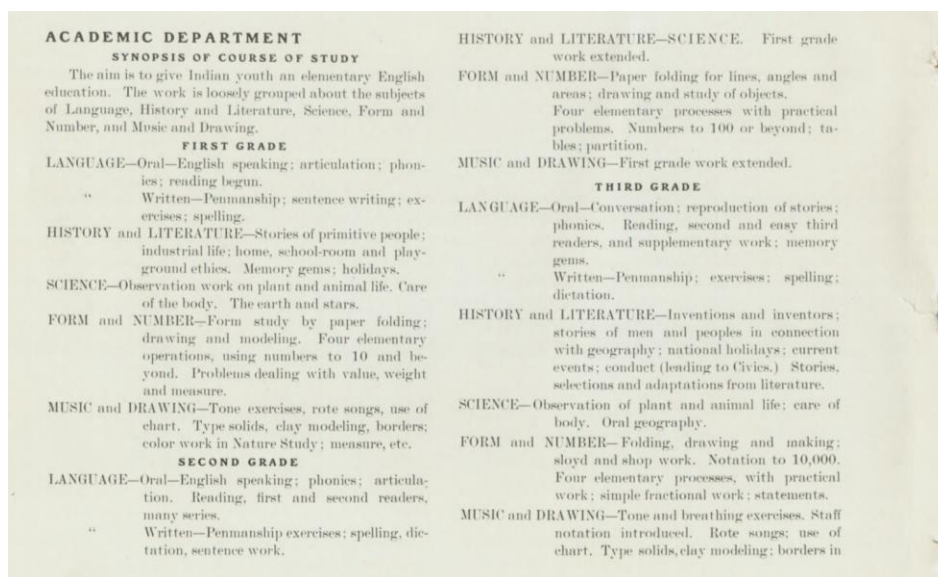 ACADEMIC DEPARTMENT
SYNOPSIS OF COURSE OF STUDY
The aim is to give Indian youth an elementary English
education. The work is loosely grouped about the subjects
of Language, History and Literature, Science, Form and
Number, and Music and Drawing.
FIRST GRADE
LANGUAGE—Oral—English speaking; articulation; phon-
ics; reading begun.
" Written—Penmanship; sentence writing; ex-
ercises; spelling.
HISTORY and LITERATURE—Stories of primitive people;
industrial life; home, school-room and play-
ground ethics. Memory gems; holidays.
SCIENCE—Observation work on plant and animal life. Care
of the body. The earth and stars.
FORM and NUMBER—Form study by paper folding;
drawing and modeling. Four elementary
operations, using numbers to 10 and be-
yond. Problems dealing with value, weight
and measure.
MUSIC and DRAWING—Tone exercises, rote songs, use of
chart. Type solids, clay modeling, borders;
color work in Nature Study; measure, etc.
SECOND GRADE
LANGUAGE—Oral—English speaking; phonics; articula-
tion. Reading, first and second readers,
many series.
" Written—Penmanship exercises; spelling, dic-
tation, sentence work.
HISTORY and LITERATURE—SCIENCE. First grade
work extended.
FORM and NUMBER—Paper folding for lines, angles and
areas; drawing and study of objects.
Four elementary processes with practical
problems. Numbers to 100 or beyond; ta-
bles; partition.
MUSIC and DRAWING—First grade work extended.
THIRD GRADE
LANGUAGE—Oral—Conversation; reproduction of stories;
phonics. Reading, second and easy third
readers, and supplementary work; memory
gems.
" Written—Penmanship; exercises; spelling;
dictation.
HISTORY and LITERATURE—Inventions and inventors;
stories of men and peoples in connection
with geography; national holidays; current
events; conduct (leading to Civics.) Stories,
selections and adaptations from literature.
SCIENCE—Observation of plant and animal life; care of
body. Oral geography.
FORM and NUMBER—Folding, drawing and making;
sloyd and shop work. Notation to 10,000.
Four elementary processes, with practical
work; simple fractional work; statements.
MUSIC and DRAWING—Tone and breathing exercises. Staff
notation introduced. Rote songs; use of
chart. Type solids, clay modeling; borders in